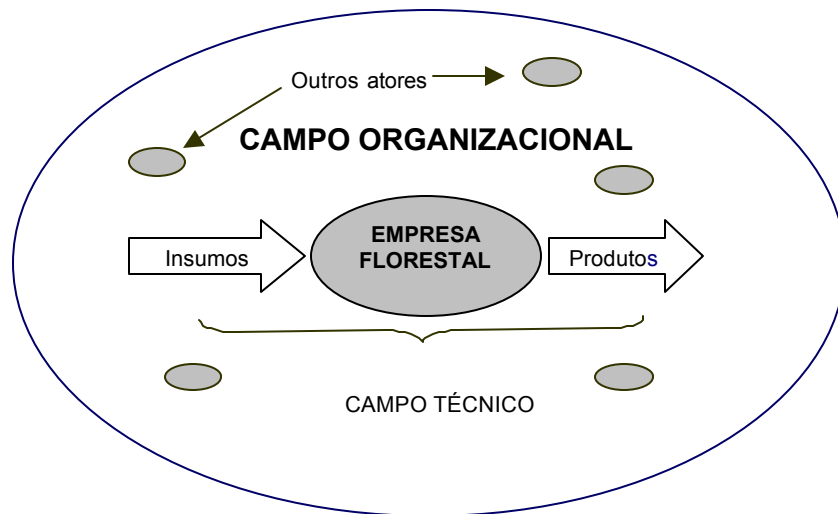 Outros atores
CAMPO ORGANIZACIONAL
Insumos
EMPRESA
FLORESTAL
Produtos
CAMPO TÉCNICO